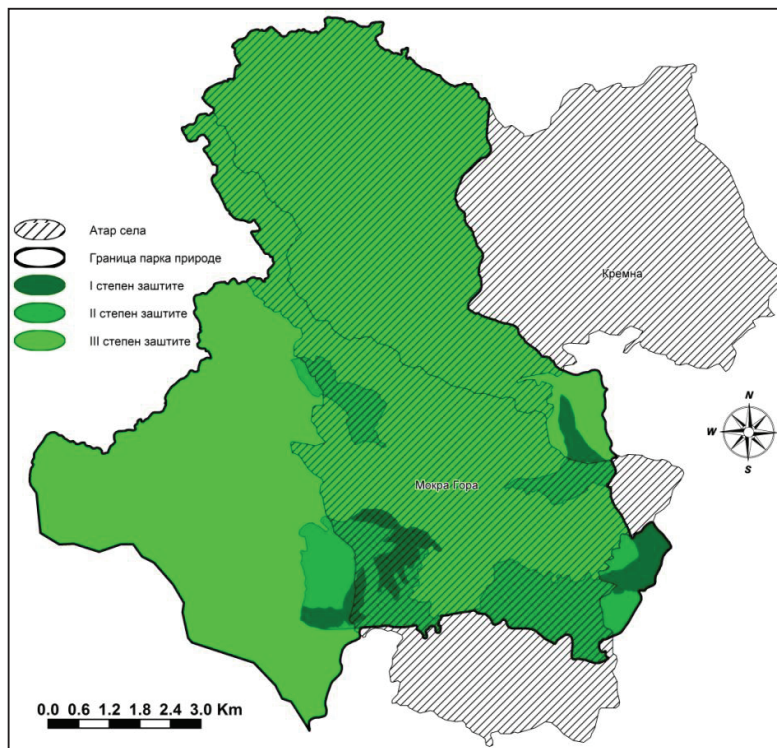 Атар села
Граница парка природе
I степен заштите
II степен заштите
III степен заштите
Кремна
N
W
S
Мокра Гора
0.0 0.6 1.2 1.8 2.4 3.0 Km